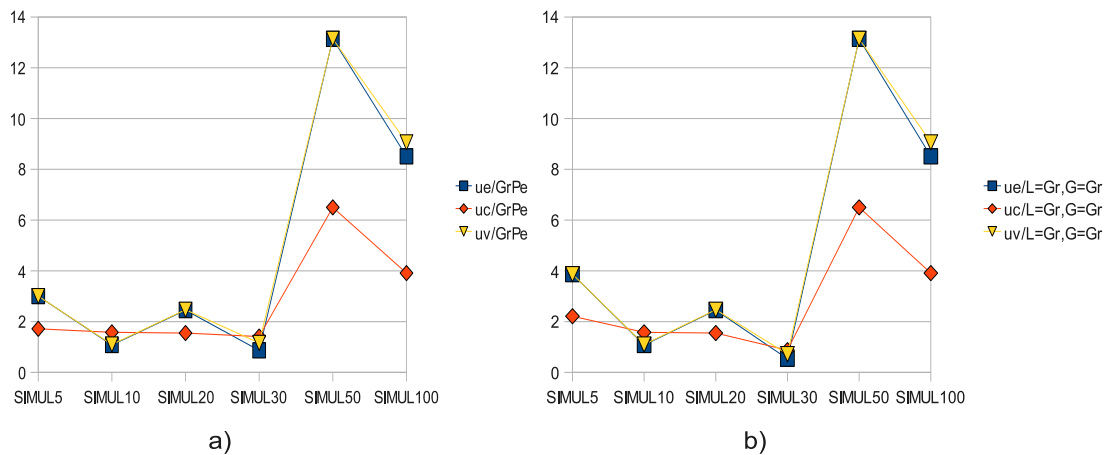 14
12
10
8
6
4
2
0
SIMUL5 SIMUL10 SIMUL20 SIMUL30 SIMUL50 SIMUL100
ue/GrPe
uc/GrPe
uv/GrPe
a)
14
12
10
8
6
4
2
0
SIMUL5 SIMUL10 SIMUL20 SIMUL30 SIMUL50 SIMUL100
ue/L=Gr,G=Gr
uc/L=Gr,G=Gr
uv/L=Gr,G=Gr
b)